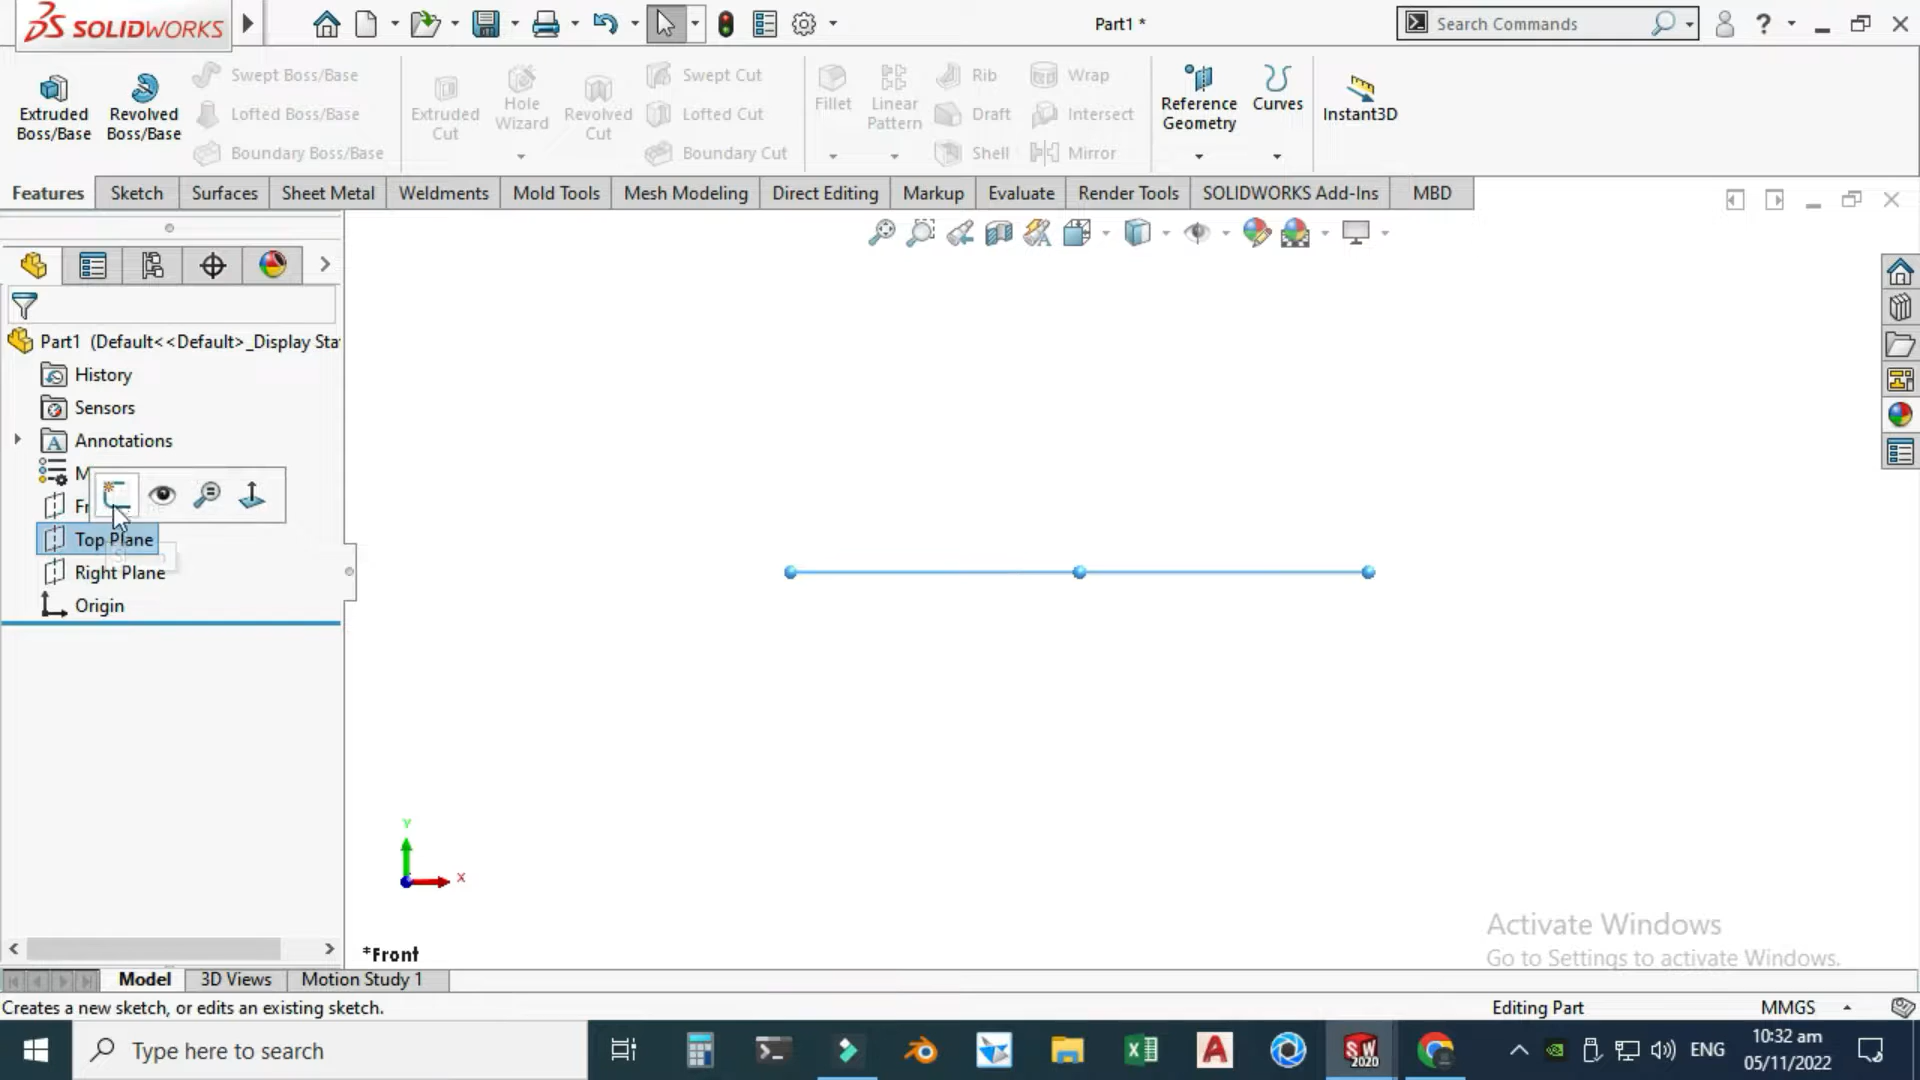 SOLIDWORKS
Part1 *
Search Commands
Extruded Boss/Base
Revolved Boss/Base
Swept Boss/Base
Lofted Boss/Base
Boundary Boss/Base
Extruded Cut
Hole Wizard
Revolved Cut
Swept Cut
Lofted Cut
Boundary Cut
Fillet
Linear Pattern
Rib
Draft
Shell
Wrap
Intersect
Mirror
Reference Geometry
Curves
Instant3D
Features
Sketch
Surfaces
Sheet Metal
Weldments
Mold Tools
Mesh Modeling
Direct Editing
Markup
Evaluate
Render Tools
SOLIDWORKS Add-Ins
MBD
Part1 (Default<<Default>_Display Sta
History
Sensors
Annotations
Top Plane
Right Plane
Origin
Y
X
*Front
Activate Windows
Go to Settings to activate Windows.
Model
3D Views
Motion Study 1
Creates a new sketch, or edits an existing sketch.
Editing Part
MMGS
Type here to search
SW 2020
ENG
10:32 am
05/11/2022